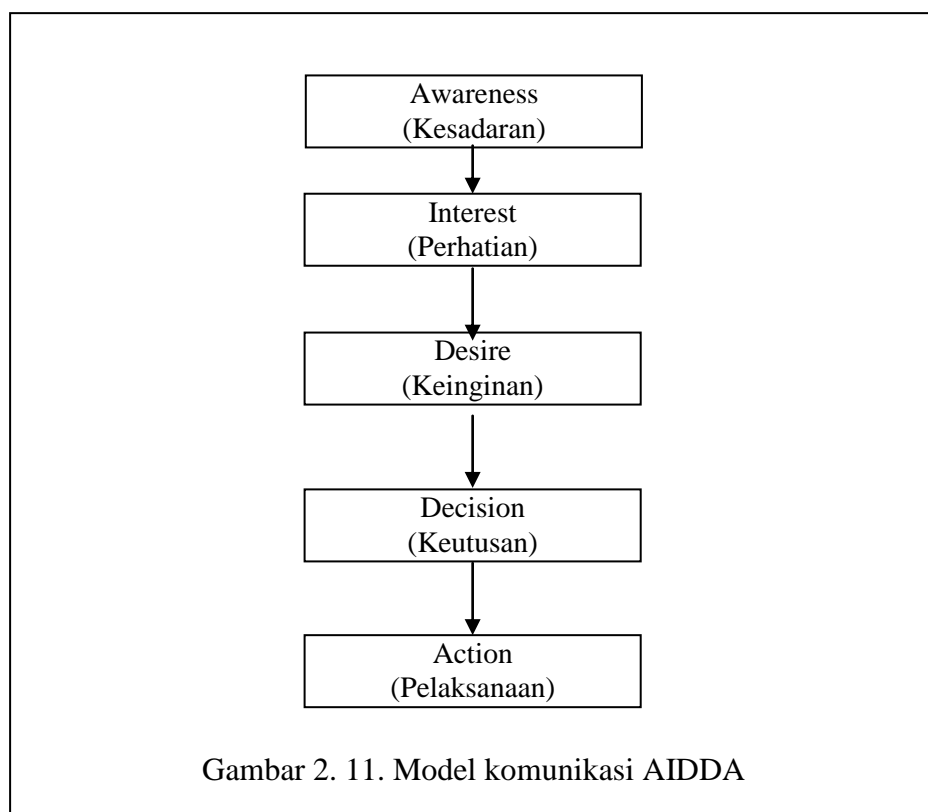 Awareness
(Kesadaran)
Interest
(Perhatian)
Desire
(Keinginan)
Decision
(Keutusan)
Action
(Pelaksanaan)
Gambar 2. 11. Model komunikasi AIDDA